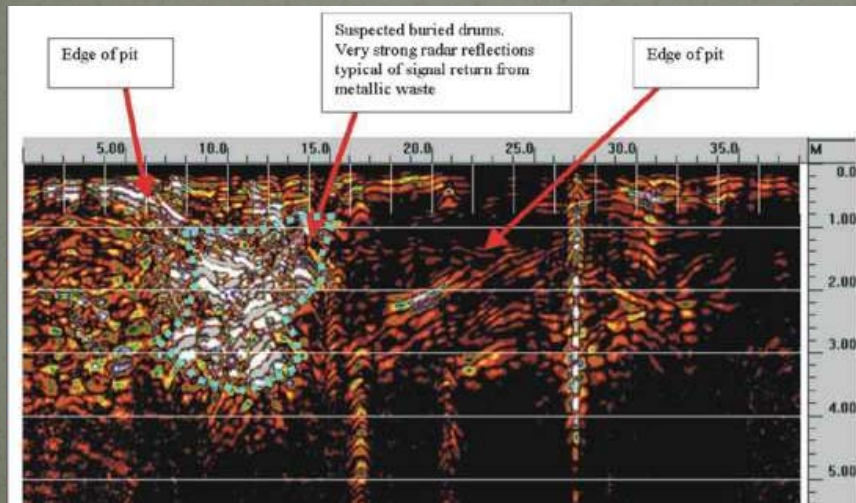 Edge of pit
Suspected buried drums.
Very strong radar reflections
typical of signal return from
metallic waste
Edge of pit
5.00 10.0 15.0 20.0 25.0 30.0 35.0 M
0.0
1.00
2.00
3.00
4.00
5.00